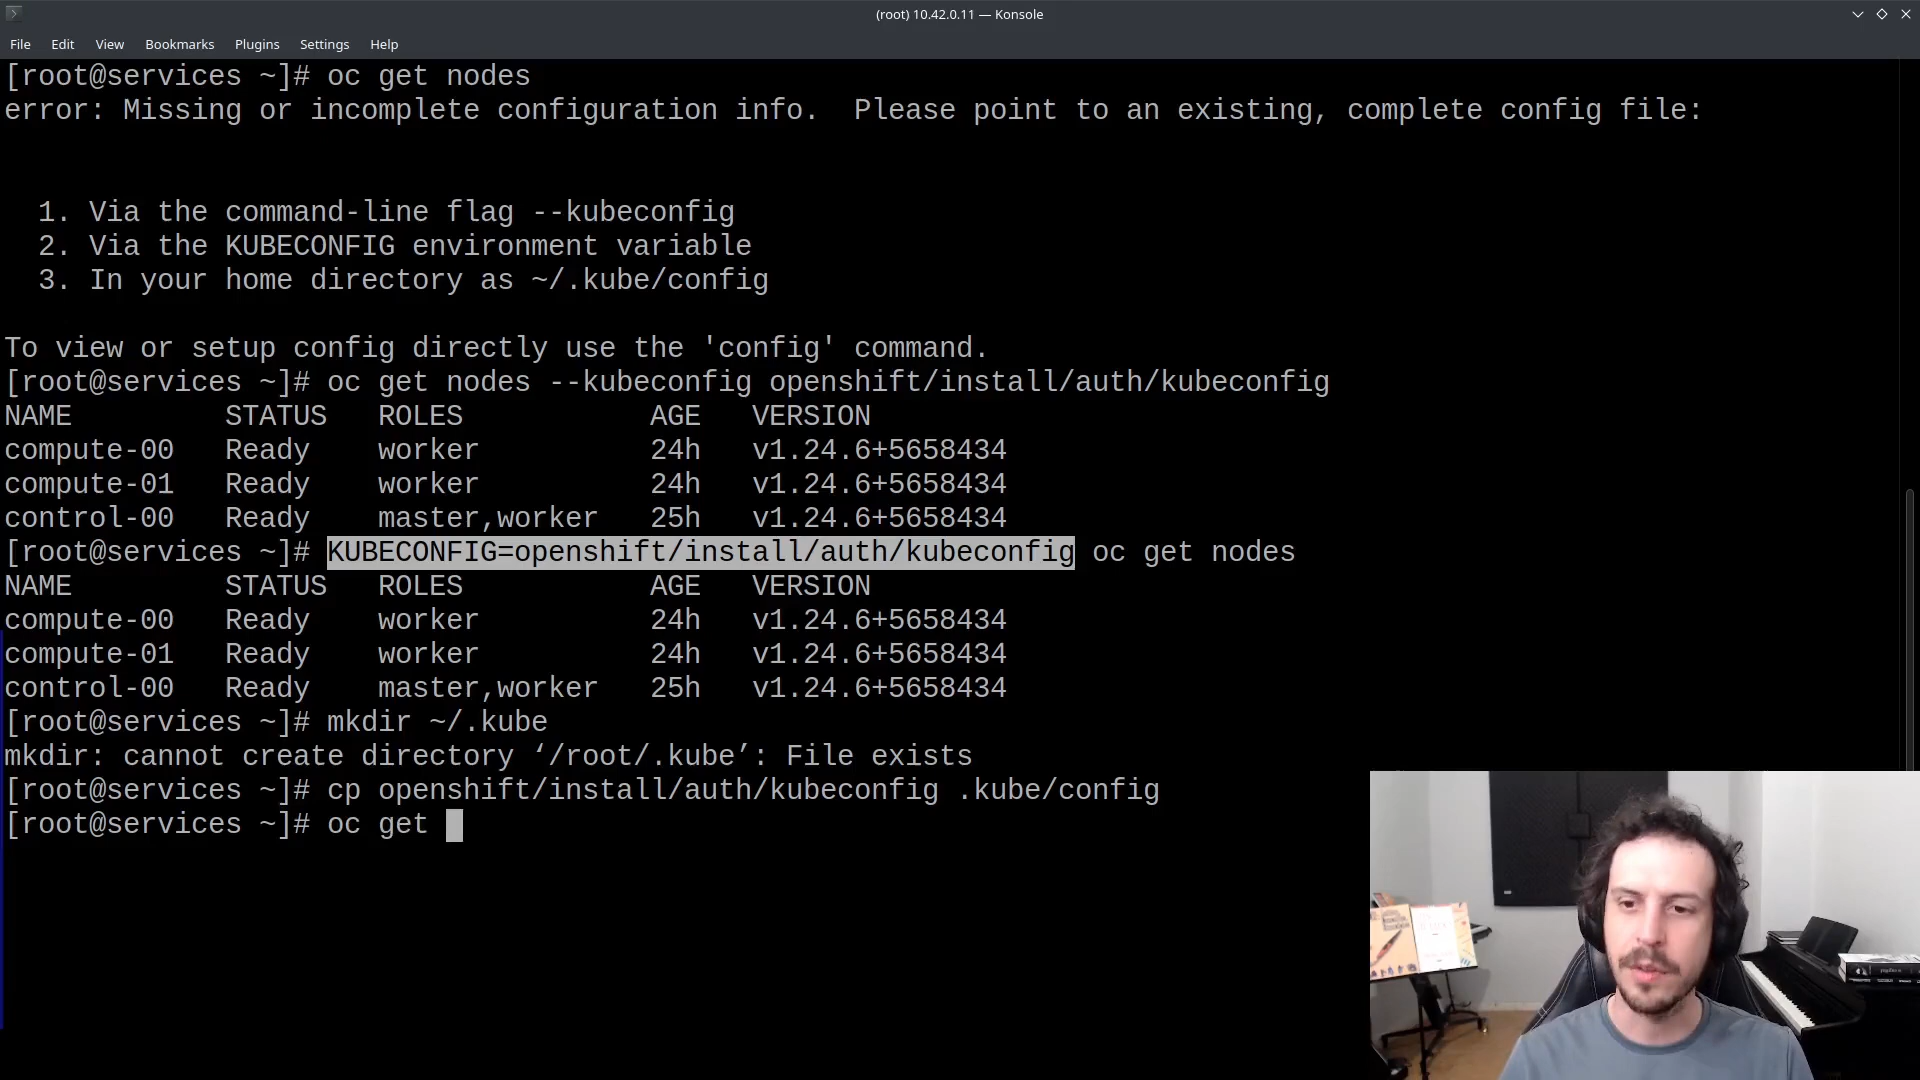 (root) 10.42.0.11 — Konsole
File Edit View Bookmarks Plugins Settings Help
[root@services ~]# oc get nodes
error: Missing or incomplete configuration info.  Please point to an existing, complete config file:
1. Via the command-line flag --kubeconfig
2. Via the KUBECONFIG environment variable
3. In your home directory as ~/.kube/config
To view or setup config directly use the 'config' command.
[root@services ~]# oc get nodes --kubeconfig openshift/install/auth/kubeconfig
NAME STATUS ROLES AGE VERSION
compute-00 Ready worker 24h v1.24.6+5658434
compute-01 Ready worker 24h v1.24.6+5658434
control-00 Ready master,worker 25h v1.24.6+5658434
[root@services ~]# KUBECONFIG=openshift/install/auth/kubeconfig oc get nodes
NAME STATUS ROLES AGE VERSION
compute-00 Ready worker 24h v1.24.6+5658434
compute-01 Ready worker 24h v1.24.6+5658434
control-00 Ready master,worker 25h v1.24.6+5658434
[root@services ~]# mkdir ~/.kube
mkdir: cannot create directory ‘/root/.kube’: File exists
[root@services ~]# cp openshift/install/auth/kubeconfig .kube/config
[root@services ~]# oc get